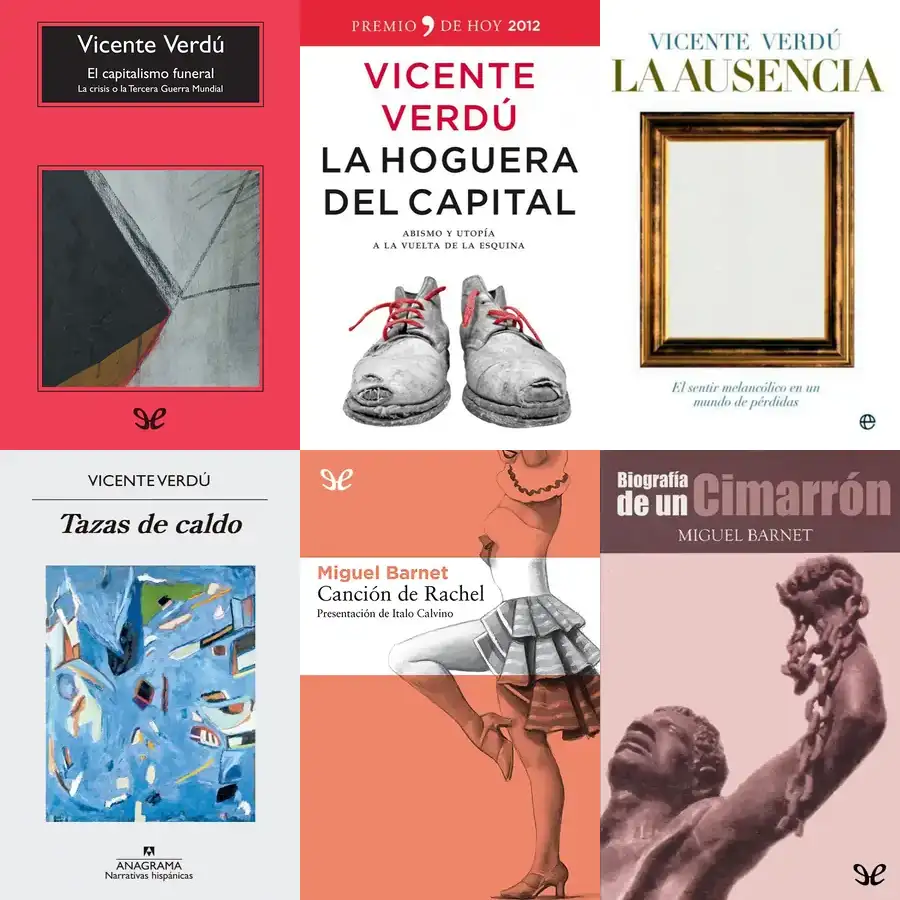 Vicente Verdú
El capitalismo funeral
La crisis o la Tercera Guerra Mundial
PREMIO DE HOY 2012
VICENTE
VERDÚ
LA HOGUERA
DEL CAPITAL
ABISMO Y UTOPÍA
A LA VUELTA DE LA ESQUINA
VICENTE VERDÚ
LA AUSENCIA
El sentir melancólico en un
mundo de pérdidas
VICENTE VERDÚ
Tazas de caldo
ANAGRAMA
Narrativas hispánicas
Miguel Barnet
Canción de Rachel
Presentación de Italo Calvino
Biografía
de un Cimarrón
MIGUEL BARNET